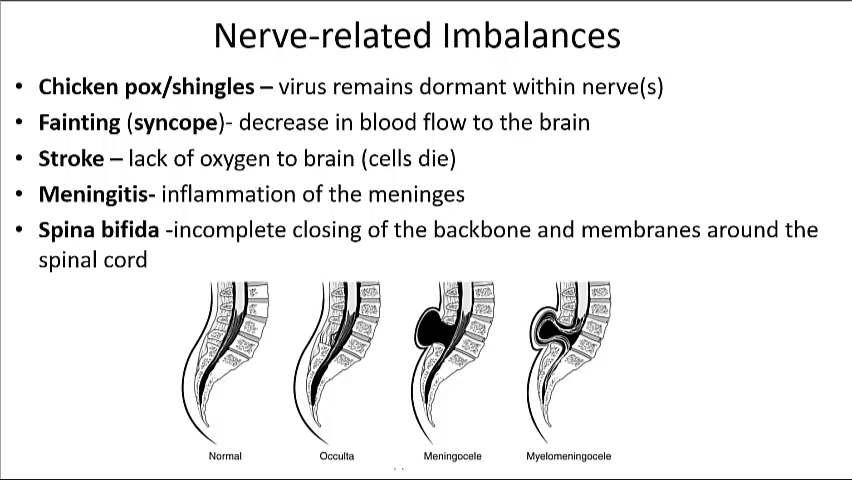 Nerve-related Imbalances
• Chicken pox/shingles – virus remains dormant within nerve(s)
• Fainting (syncope)- decrease in blood flow to the brain
• Stroke – lack of oxygen to brain (cells die)
• Meningitis- inflammation of the meninges
• Spina bifida -incomplete closing of the backbone and membranes around the
spinal cord
Normal Occulta Meningocele Myelomeningocele